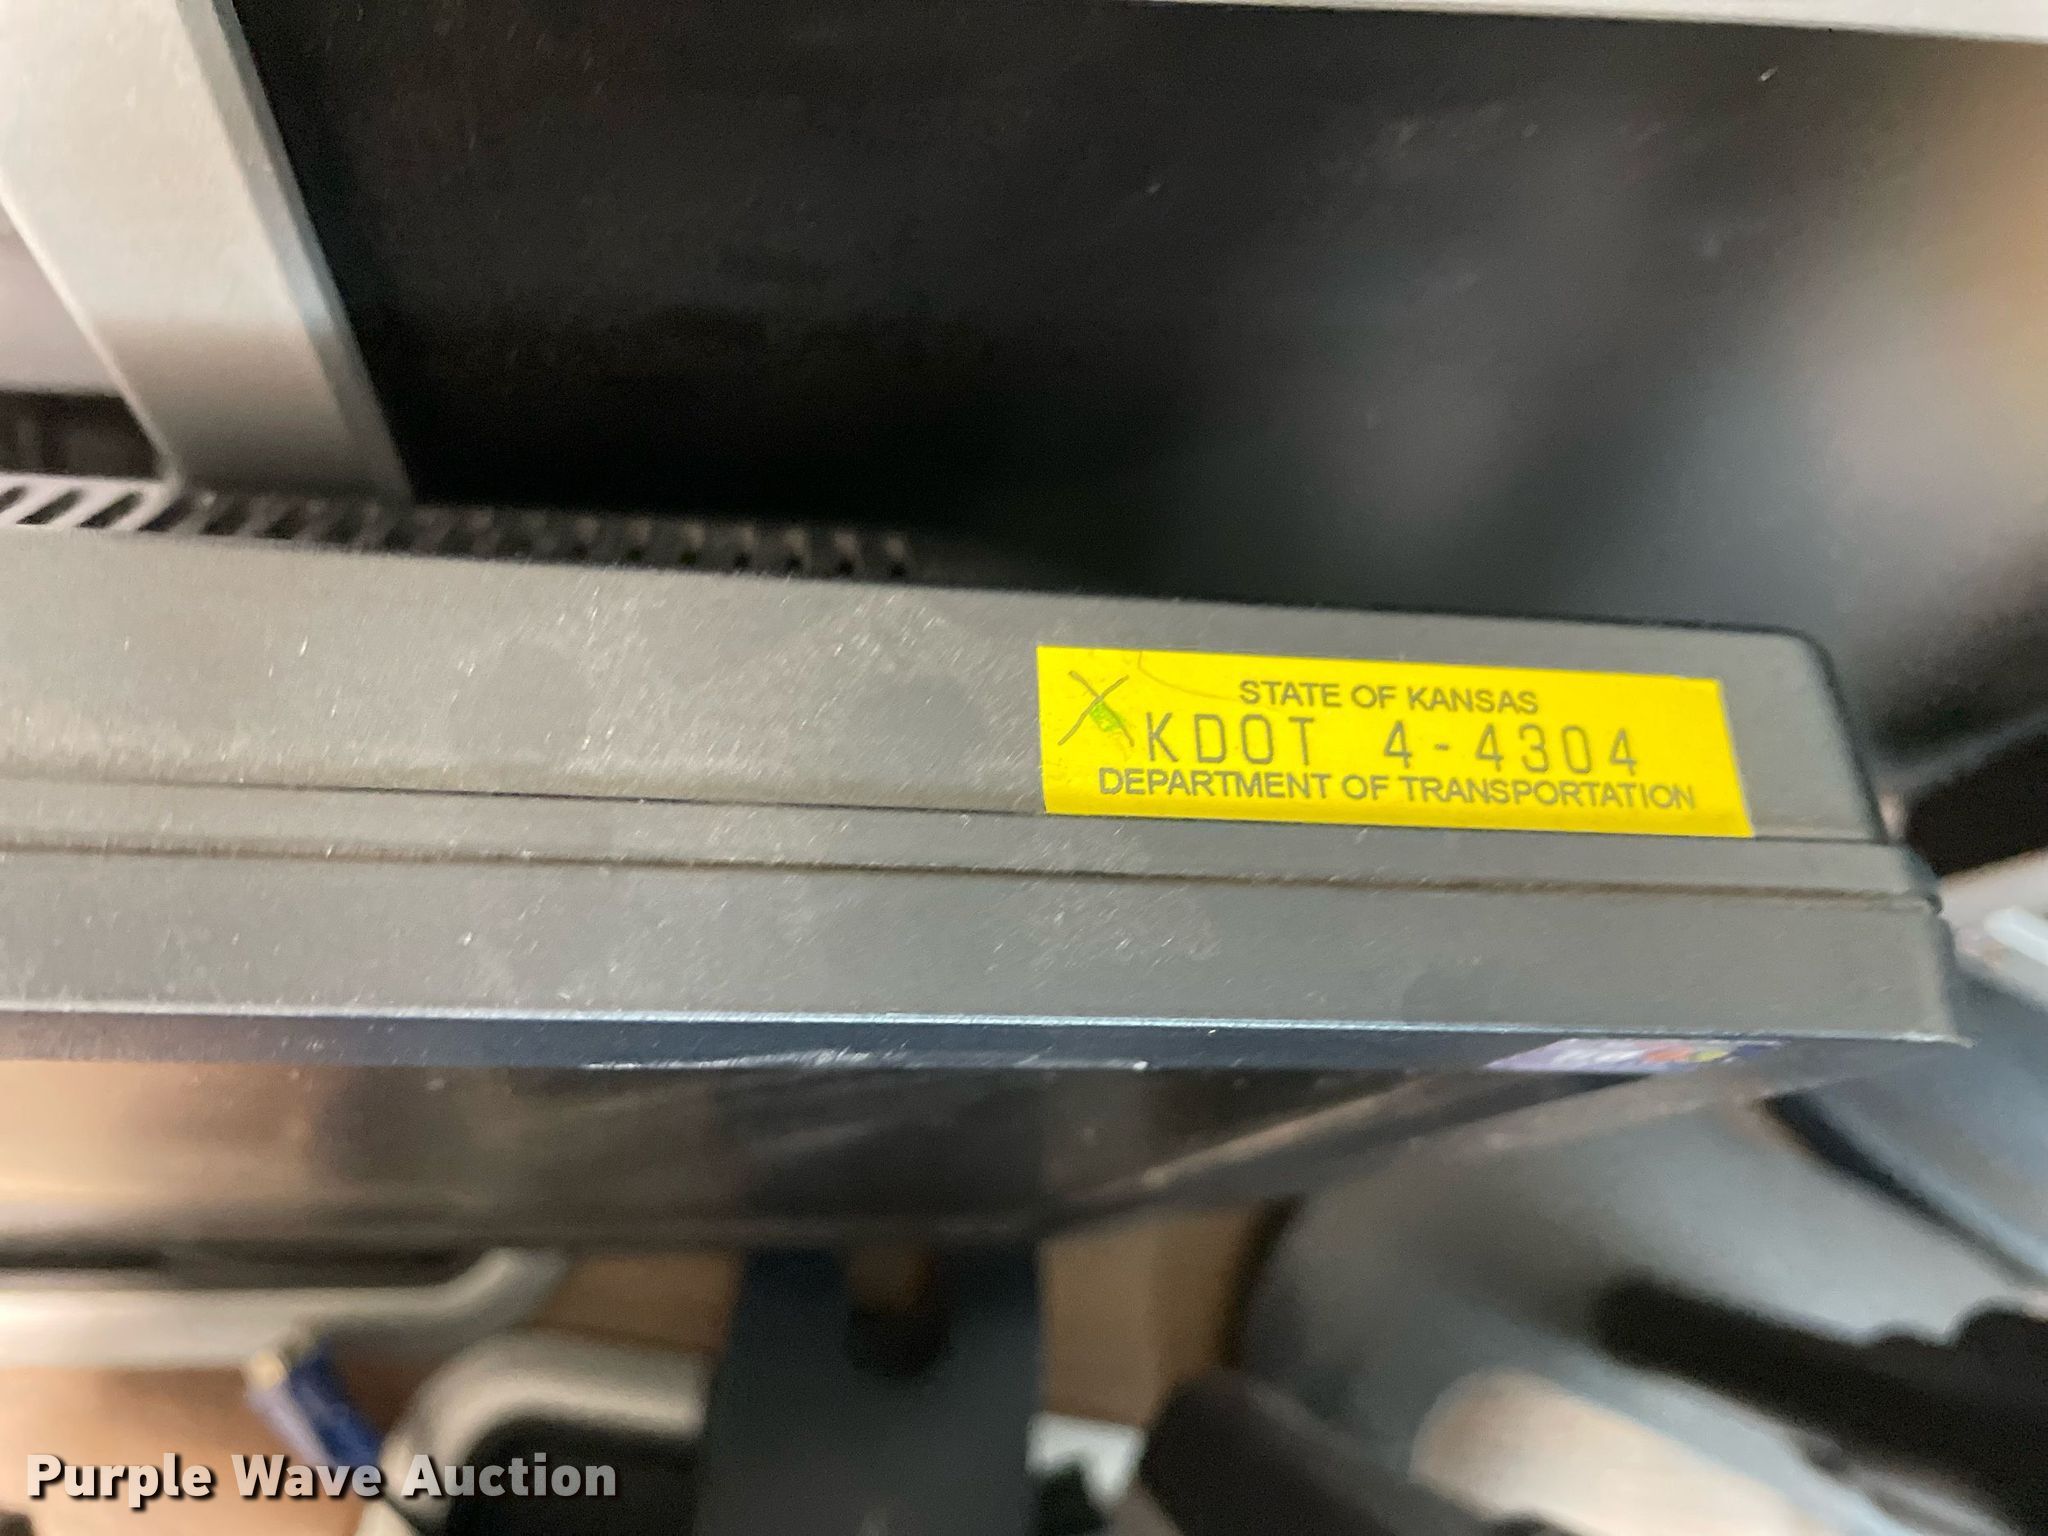 STATE OF KANSAS
KDOT 4-4304
DEPARTMENT OF TRANSPORTATION
Purple Wave Auction